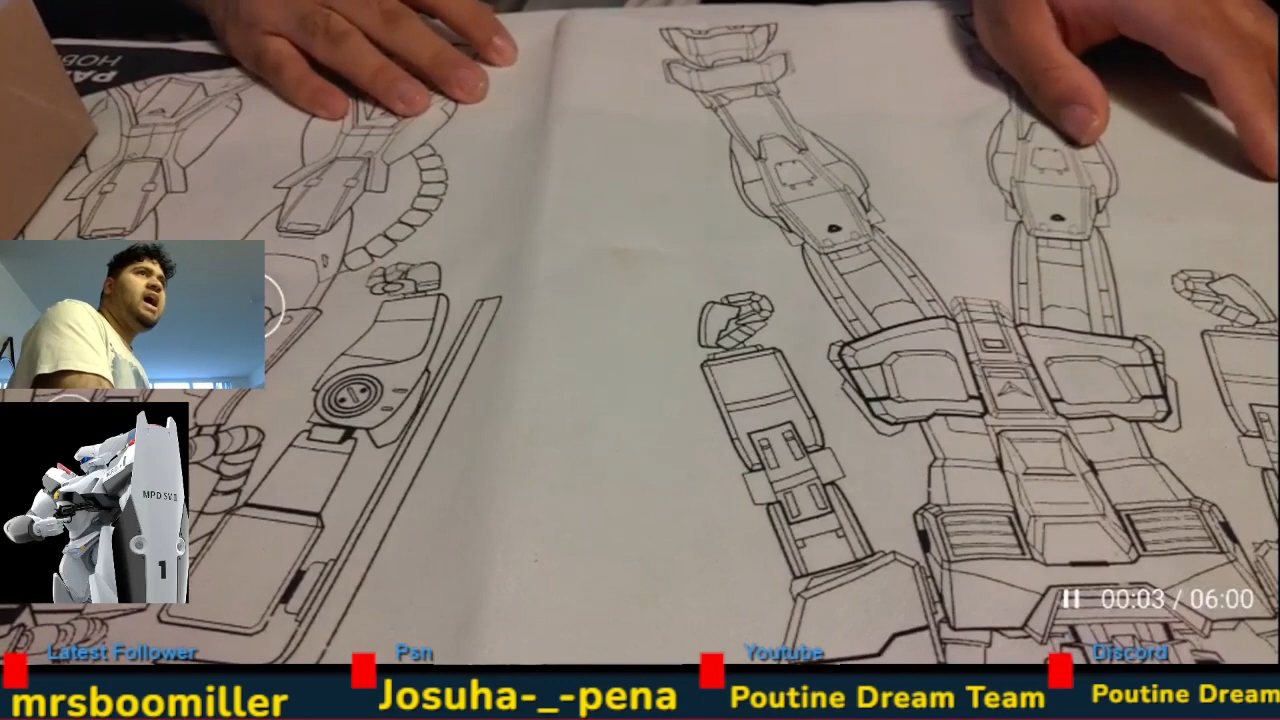 MPD SV.1
1
00:03 / 06:00
Latest Follower
Psn
Youtube
Discord
mrsboomiller
Josuha-_-pena
Poutine Dream Team
Poutine Dream